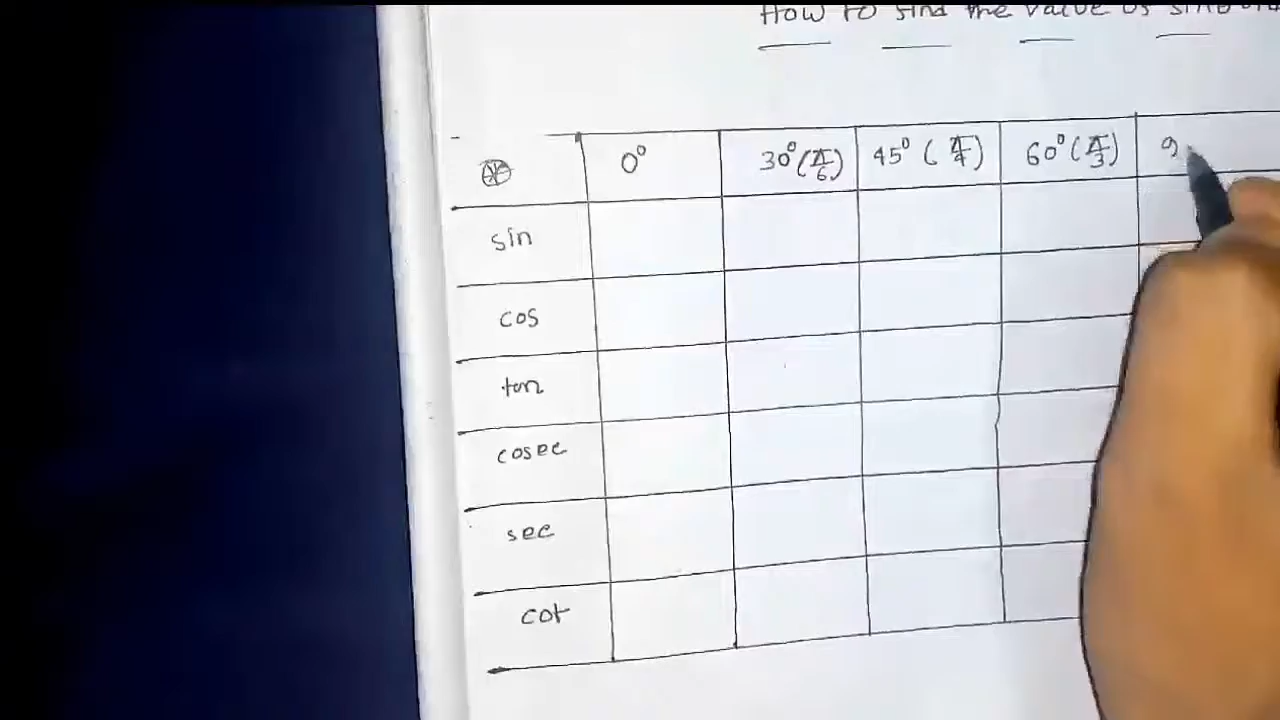 How to find the value of
0° 30° (π/6) 45° (π/4) 60° (π/3) 9
sin
cos
tan
cosec
sec
cot